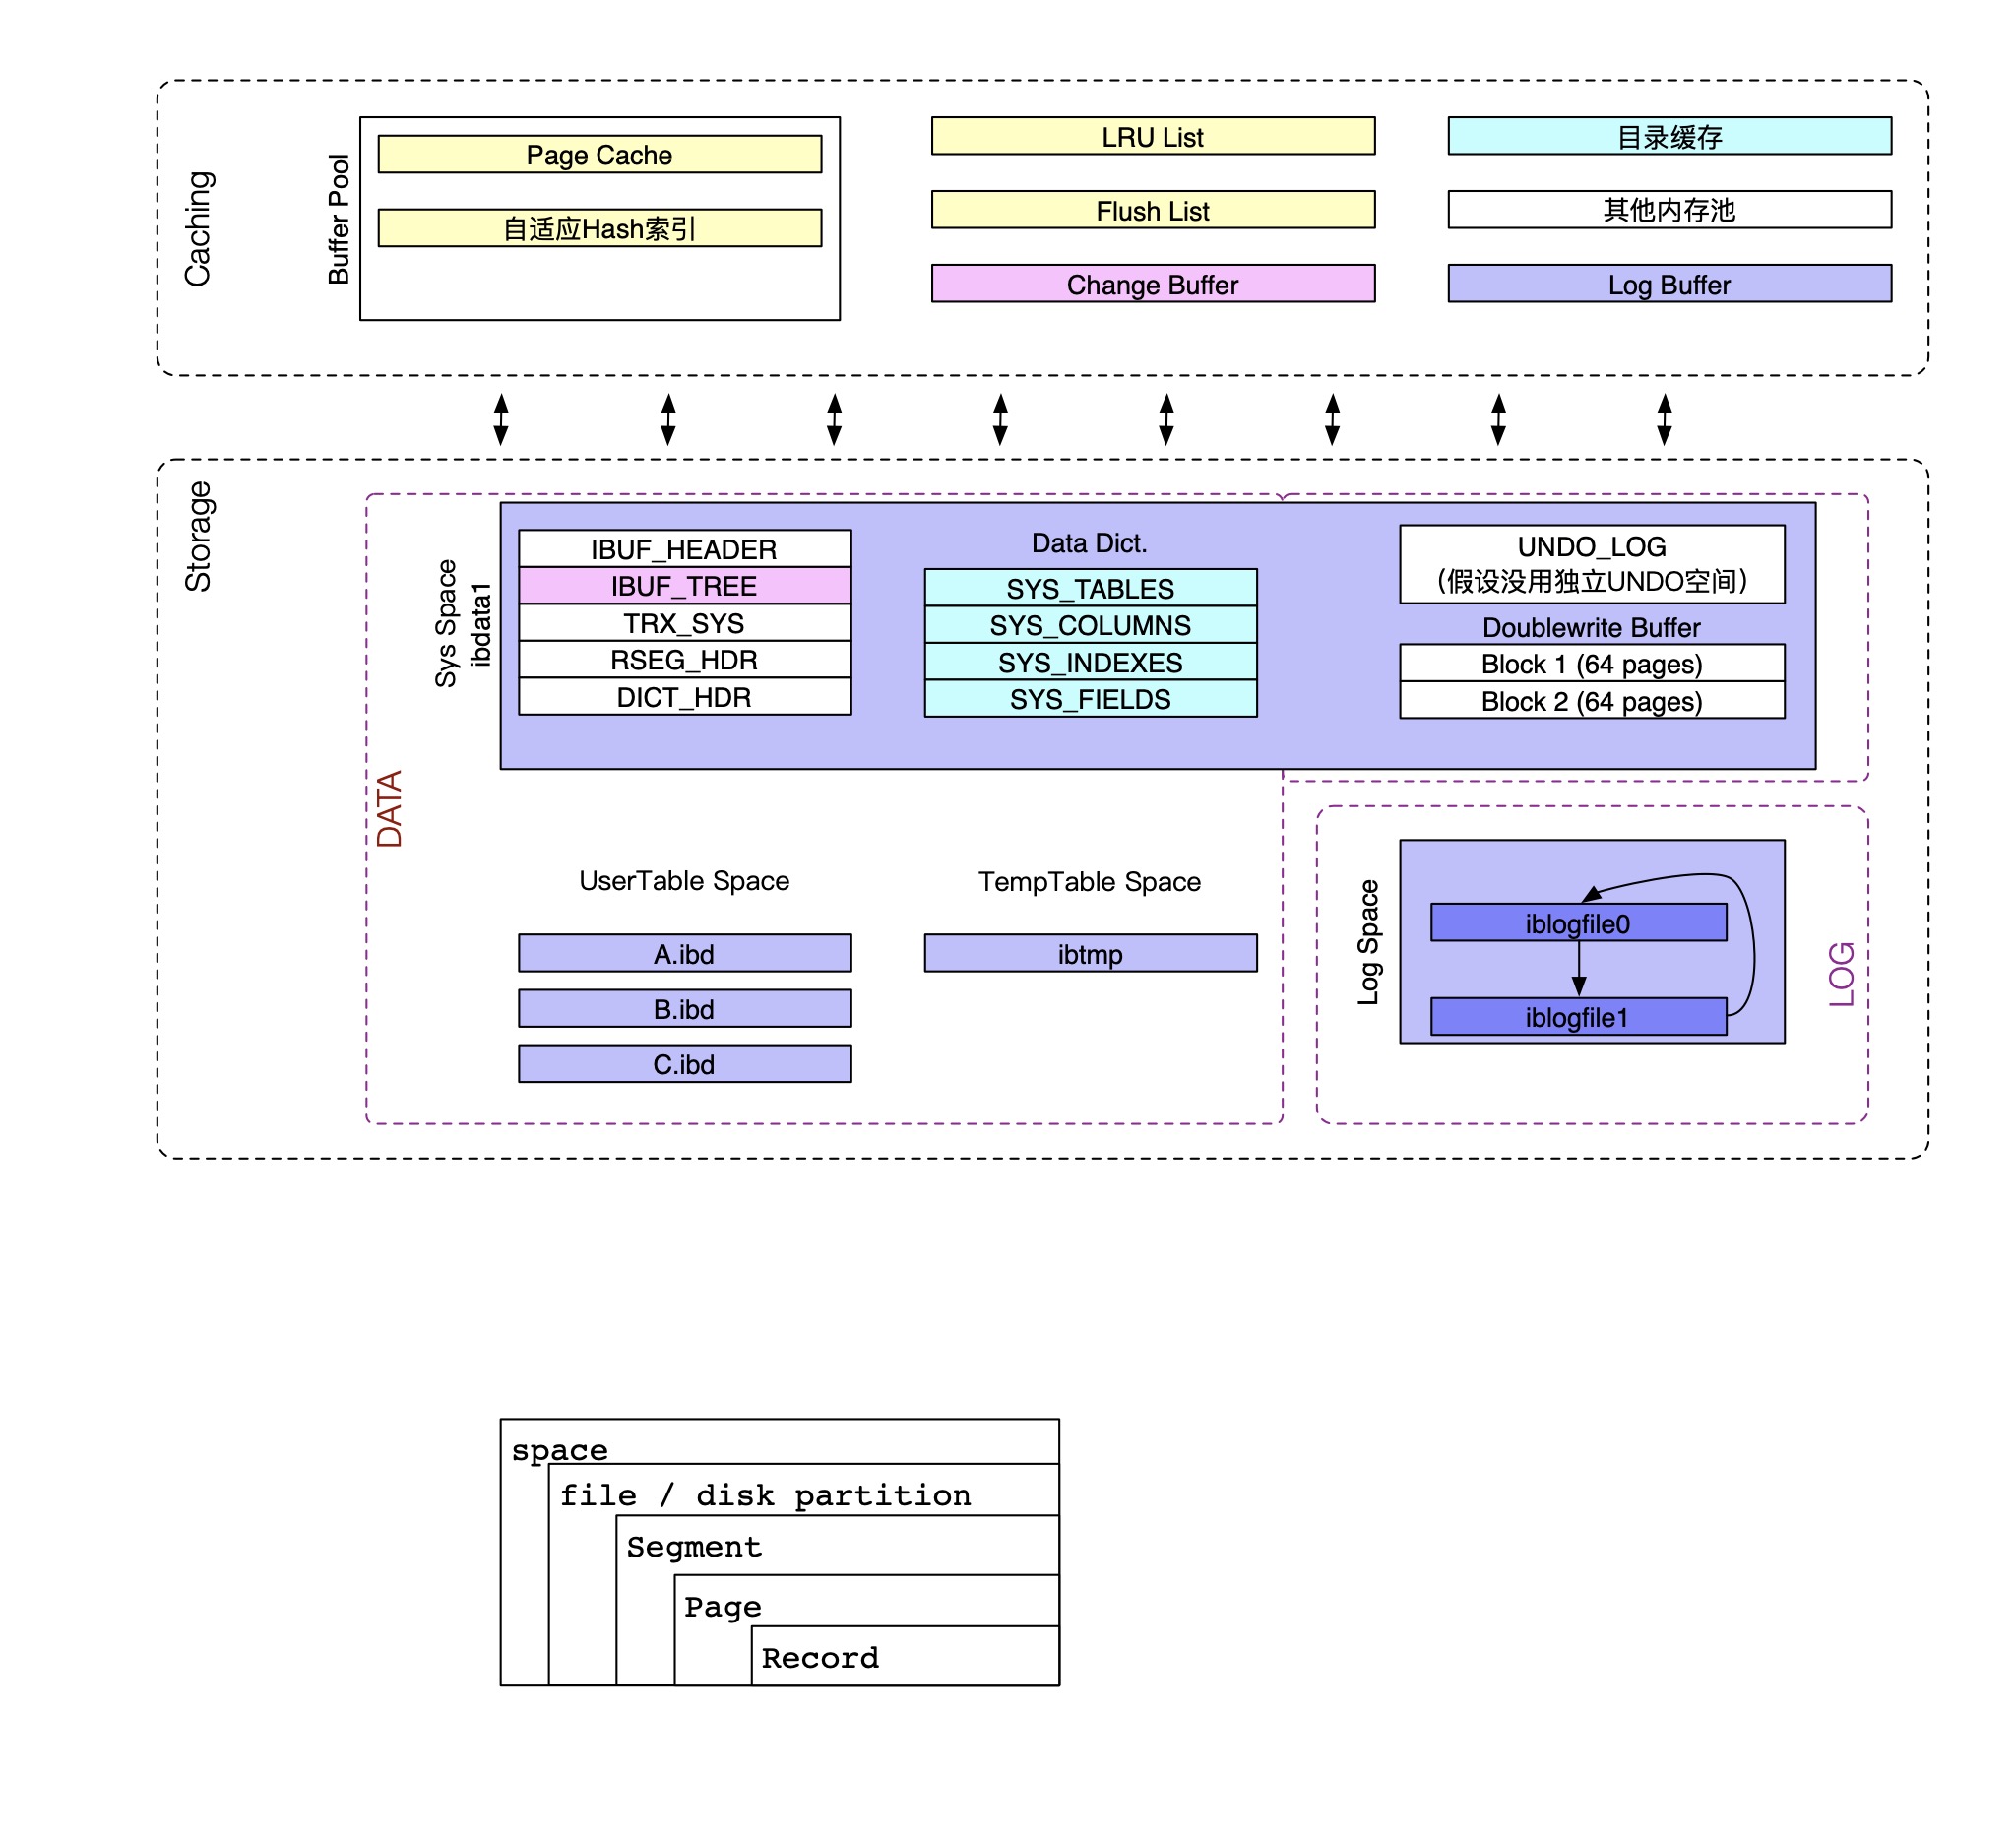 Caching
Buffer Pool
Page Cache
自适应Hash索引
LRU List
Flush List
Change Buffer
目录缓存
其他内存池
Log Buffer
Storage
DATA
Sys Space
ibdata1
IBUF_HEADER
IBUF_TREE
TRX_SYS
RSEG_HDR
DICT_HDR
Data Dict.
SYS_TABLES
SYS_COLUMNS
SYS_INDEXES
SYS_FIELDS
UNDO_LOG
（假设没用独立UNDO空间）
Doublewrite Buffer
Block 1 (64 pages)
Block 2 (64 pages)
UserTable Space
A.ibd
B.ibd
C.ibd
TempTable Space
ibtmp
Log Space
iblogfile0
iblogfile1
LOG
space
file / disk partition
Segment
Page
Record